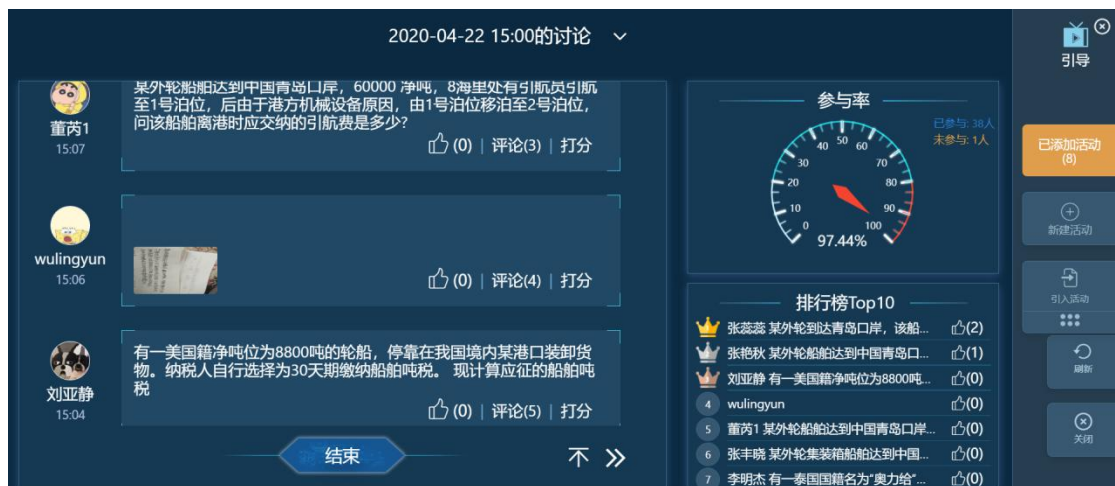 2020-04-22 15:00的讨论
某外轮船舶达到中国青岛口岸，60000 净吨，8海里处有引航员引航
至1号泊位，后由于港方机械设备原因，由1号泊位移泊至2号泊位，
问该船舶离港时应交纳的引航费是多少?
董芮1
15:07
(0) | 评论(3) | 打分
wulingyun
15:06
(0) | 评论(4) | 打分
有一美国籍净吨位为8800吨的轮船，停靠在我国境内某港口装卸货
物。纳税人自行选择为30天期缴纳船舶吨税。 现计算应征的船舶吨
税
刘亚静
15:04
(0) | 评论(5) | 打分
结束
参与率
已参与: 38人
未参与: 1人
0
10
20
30
40
50
60
70
80
90
100
97.44%
排行榜Top10
张蕊蕊 某外轮到达青岛口岸，该船... (2)
张艳秋 某外轮船舶达到中国青岛口... (1)
刘亚静 有一美国籍净吨位为8800吨... (0)
4 wulingyun (0)
5 董芮1 某外轮船舶达到中国青岛口岸... (0)
6 张丰晓 某外轮集装箱船舶达到中国... (0)
7 李明杰 有一泰国国籍名为"奥力给"... (0)
引导
已添加活动
(8)
新建活动
引入活动
刷新
关闭